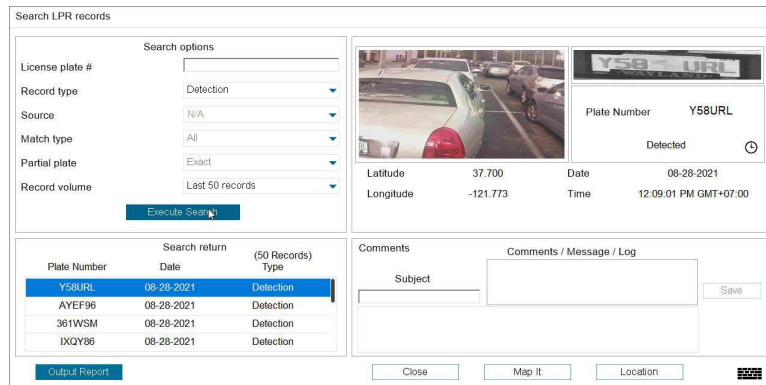 Search LPR records
Search options
License plate #
Record type Detection
Source N/A
Match type All
Partial plate Exact
Record volume Last 50 records
Execute Search
Y58 URL
WAYLAND
Plate Number Y58URL
Detected
Latitude 37.700 Date 08-28-2021
Longitude -121.773 Time 12:09:01 PM GMT+07:00
Search return (50 Records)
Plate Number Date Type
Y58URL 08-28-2021 Detection
AYEF96 08-28-2021 Detection
361WSM 08-28-2021 Detection
IXQY86 08-28-2021 Detection
Comments
Comments / Message / Log
Subject
Save
Output Report
Close
Map It
Location